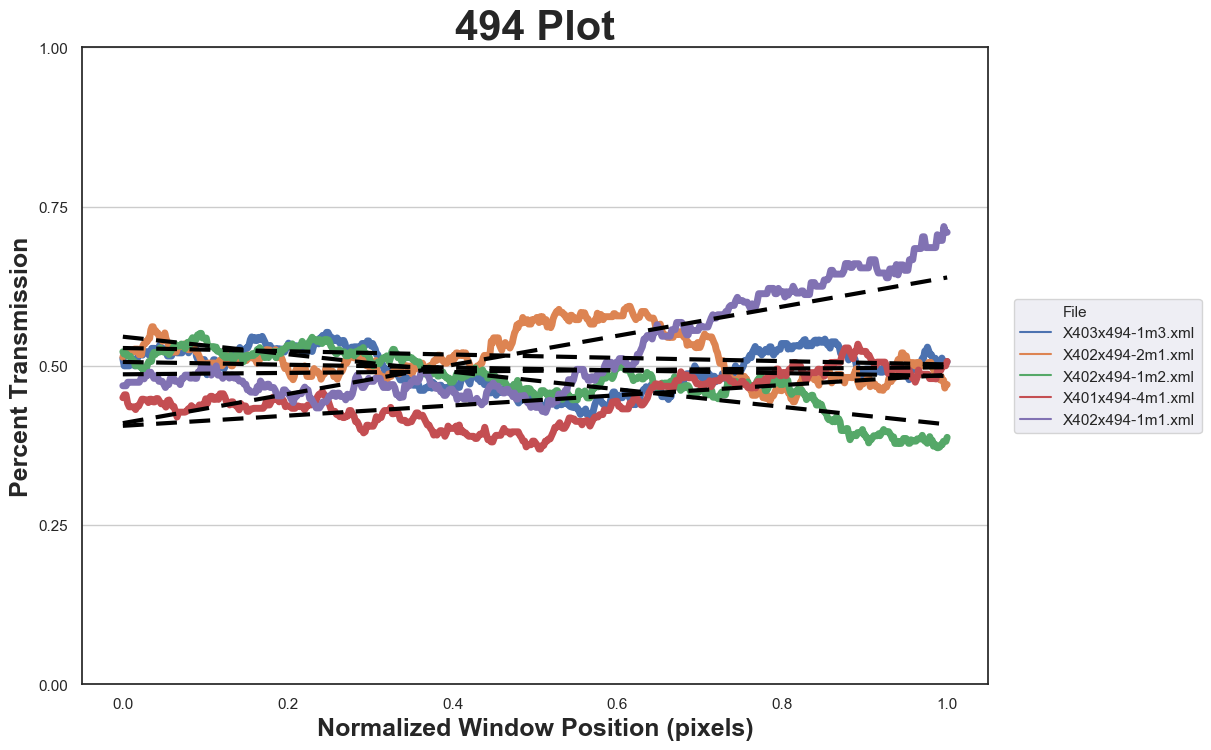 494 Plot
Percent Transmission
1.00
0.75
0.50
0.25
0.00
0.0 0.2 0.4 0.6 0.8 1.0
Normalized Window Position (pixels)
File
X403x494-1m3.xml
X402x494-2m1.xml
X402x494-1m2.xml
X401x494-4m1.xml
X402x494-1m1.xml